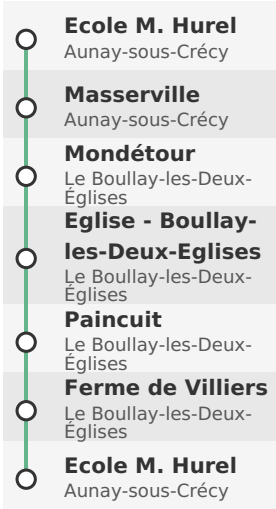 Ecole M. Hurel
Aunay-sous-Crécy
Masserville
Aunay-sous-Crécy
Mondétour
Le Boullay-les-Deux-
Églises
Eglise - Boullay-
les-Deux-Eglises
Le Boullay-les-Deux-
Églises
Paincuit
Le Boullay-les-Deux-
Églises
Ferme de Villiers
Le Boullay-les-Deux-
Églises
Ecole M. Hurel
Aunay-sous-Crécy